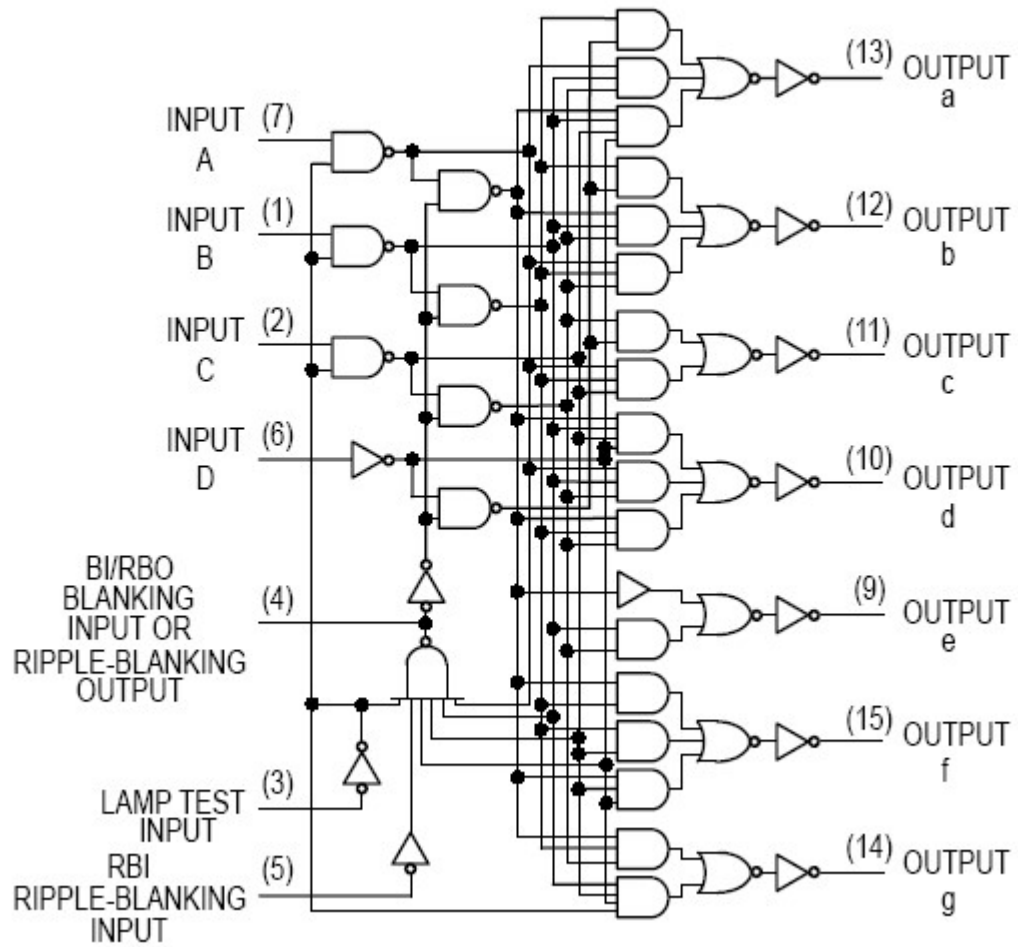 INPUT (7)
A
INPUT (1)
B
INPUT (2)
C
INPUT (6)
D
BI/RBO
BLANKING
INPUT OR (4)
RIPPLE-BLANKING
OUTPUT
LAMP TEST (3)
INPUT
RBI
RIPPLE-BLANKING (5)
INPUT
(13) OUTPUT
a
(12) OUTPUT
b
(11) OUTPUT
c
(10) OUTPUT
d
(9) OUTPUT
e
(15) OUTPUT
f
(14) OUTPUT
g